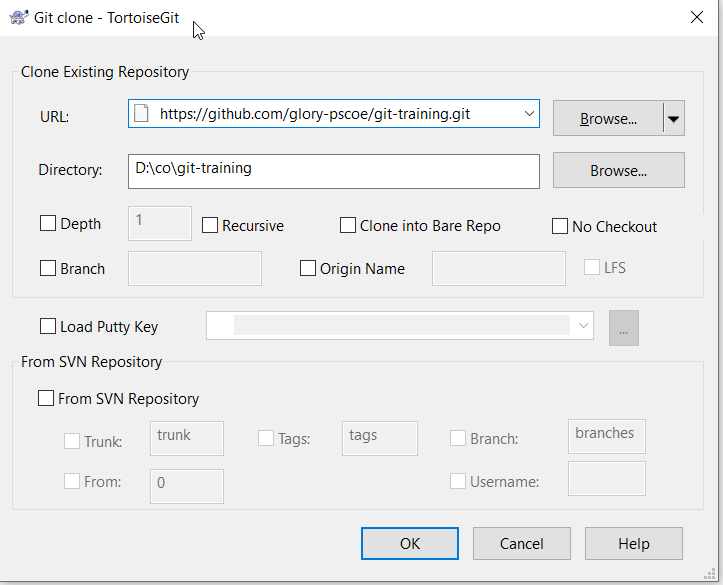 Git clone - TortoiseGit
Clone Existing Repository
URL: https://github.com/glory-pscoe/git-training.git Browse...
Directory: D:\co\git-training Browse...
Depth 1 Recursive Clone into Bare Repo No Checkout
Branch Origin Name LFS
Load Putty Key ...
From SVN Repository
From SVN Repository
Trunk: trunk Tags: tags Branch: branches
From: 0 Username:
OK Cancel Help